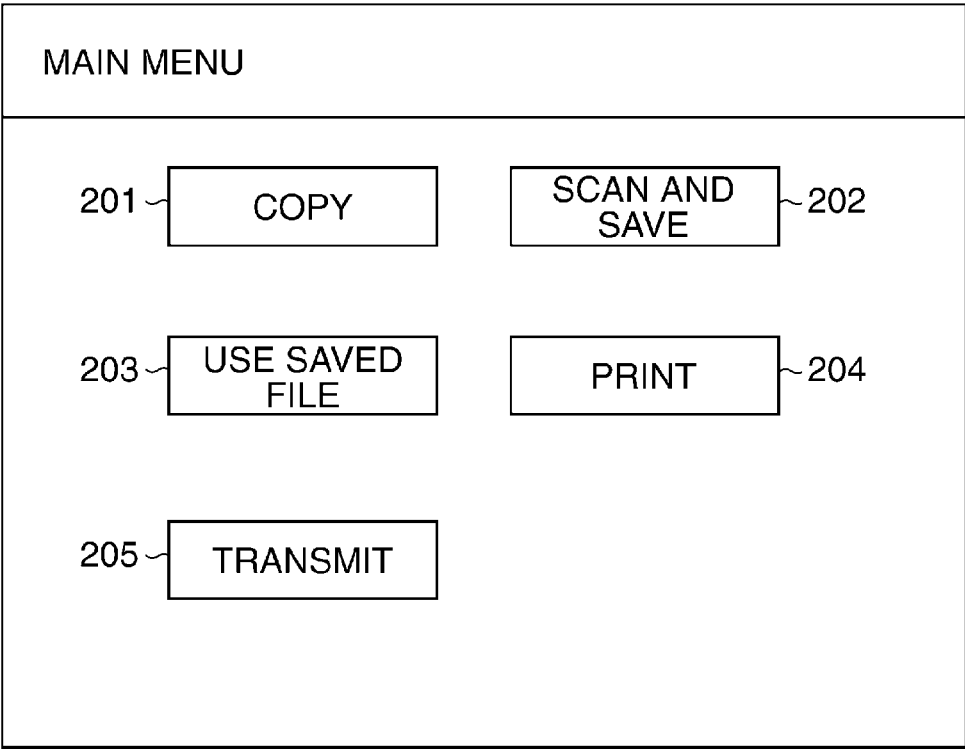 MAIN MENU
201
COPY
SCAN AND
SAVE
202
203
USE SAVED
FILE
PRINT
204
205
TRANSMIT